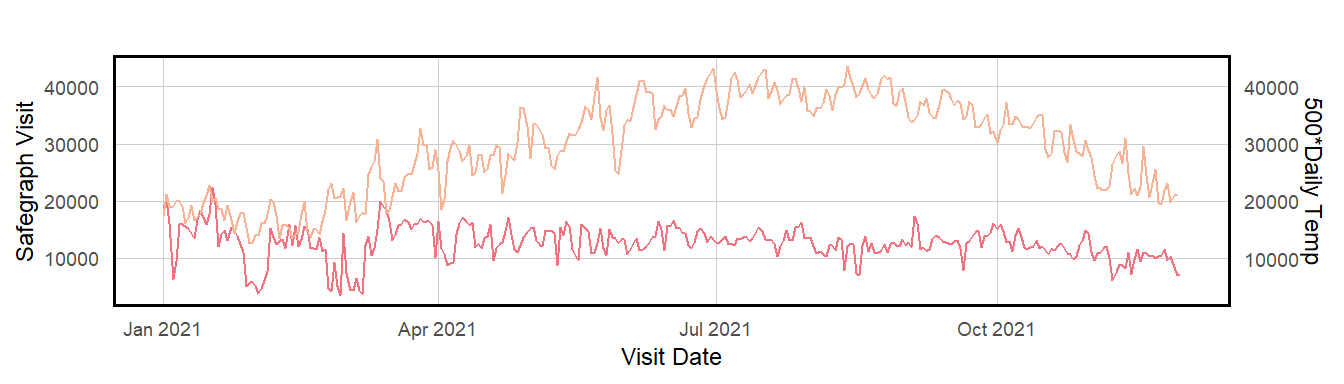 Safegraph Visit
40000
30000
20000
10000
40000
30000
20000
10000
500*Daily Temp
Jan 2021
Apr 2021
Jul 2021
Oct 2021
Visit Date